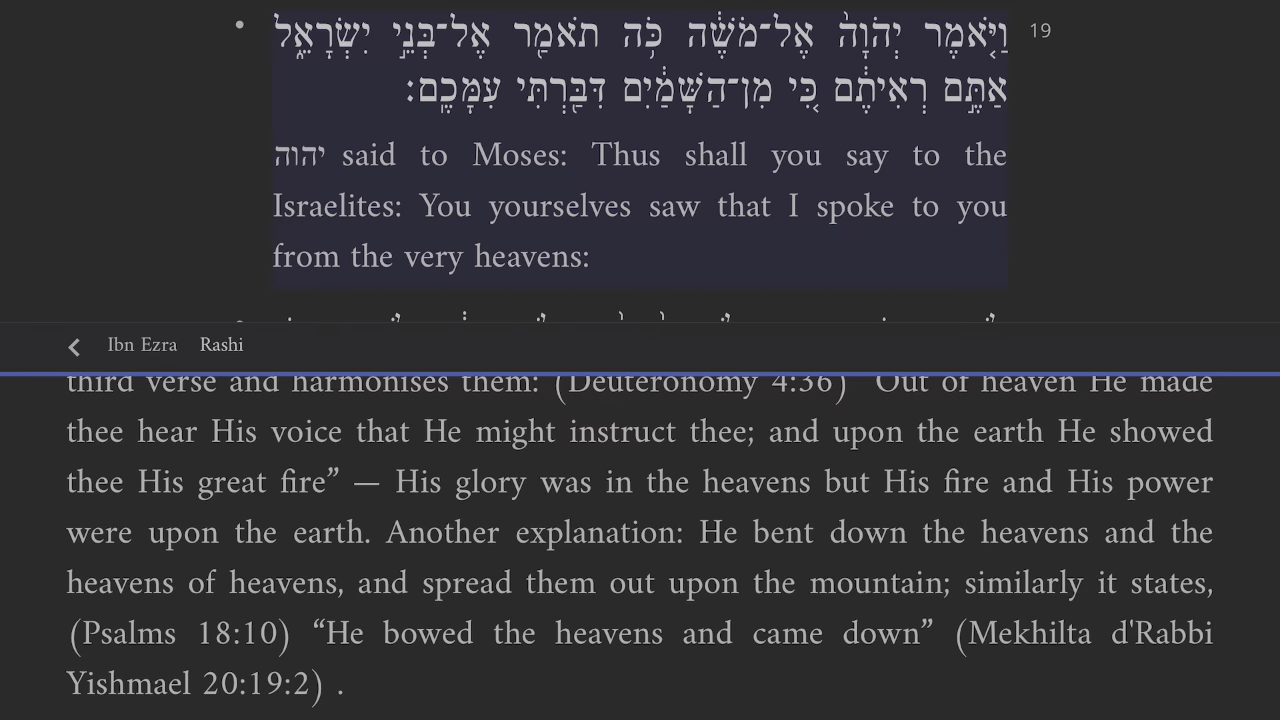 וַיֹּ֤אמֶר יְהֹוָה֙ אֶל־מֹשֶׁ֔ה כֹּ֥ה תֹאמַ֖ר אֶל־בְּנֵ֣י יִשְׂרָאֵ֑ל
19
אַתֶּ֣ם רְאִיתֶ֔ם כִּ֚י מִן־הַשָּׁמַ֔יִם דִּבַּ֖רְתִּי עִמָּכֶֽם׃
יהוה said to Moses: Thus shall you say to the
Israelites: You yourselves saw that I spoke to you
from the very heavens:
Ibn Ezra Rashi
third verse and harmonises them: (Deuteronomy 4:36) “Out of heaven He made
thee hear His voice that He might instruct thee; and upon the earth He showed
thee His great fire” — His glory was in the heavens but His fire and His power
were upon the earth. Another explanation: He bent down the heavens and the
heavens of heavens, and spread them out upon the mountain; similarly it states,
(Psalms 18:10) “He bowed the heavens and came down” (Mekhilta d'Rabbi
Yishmael 20:19:2) .